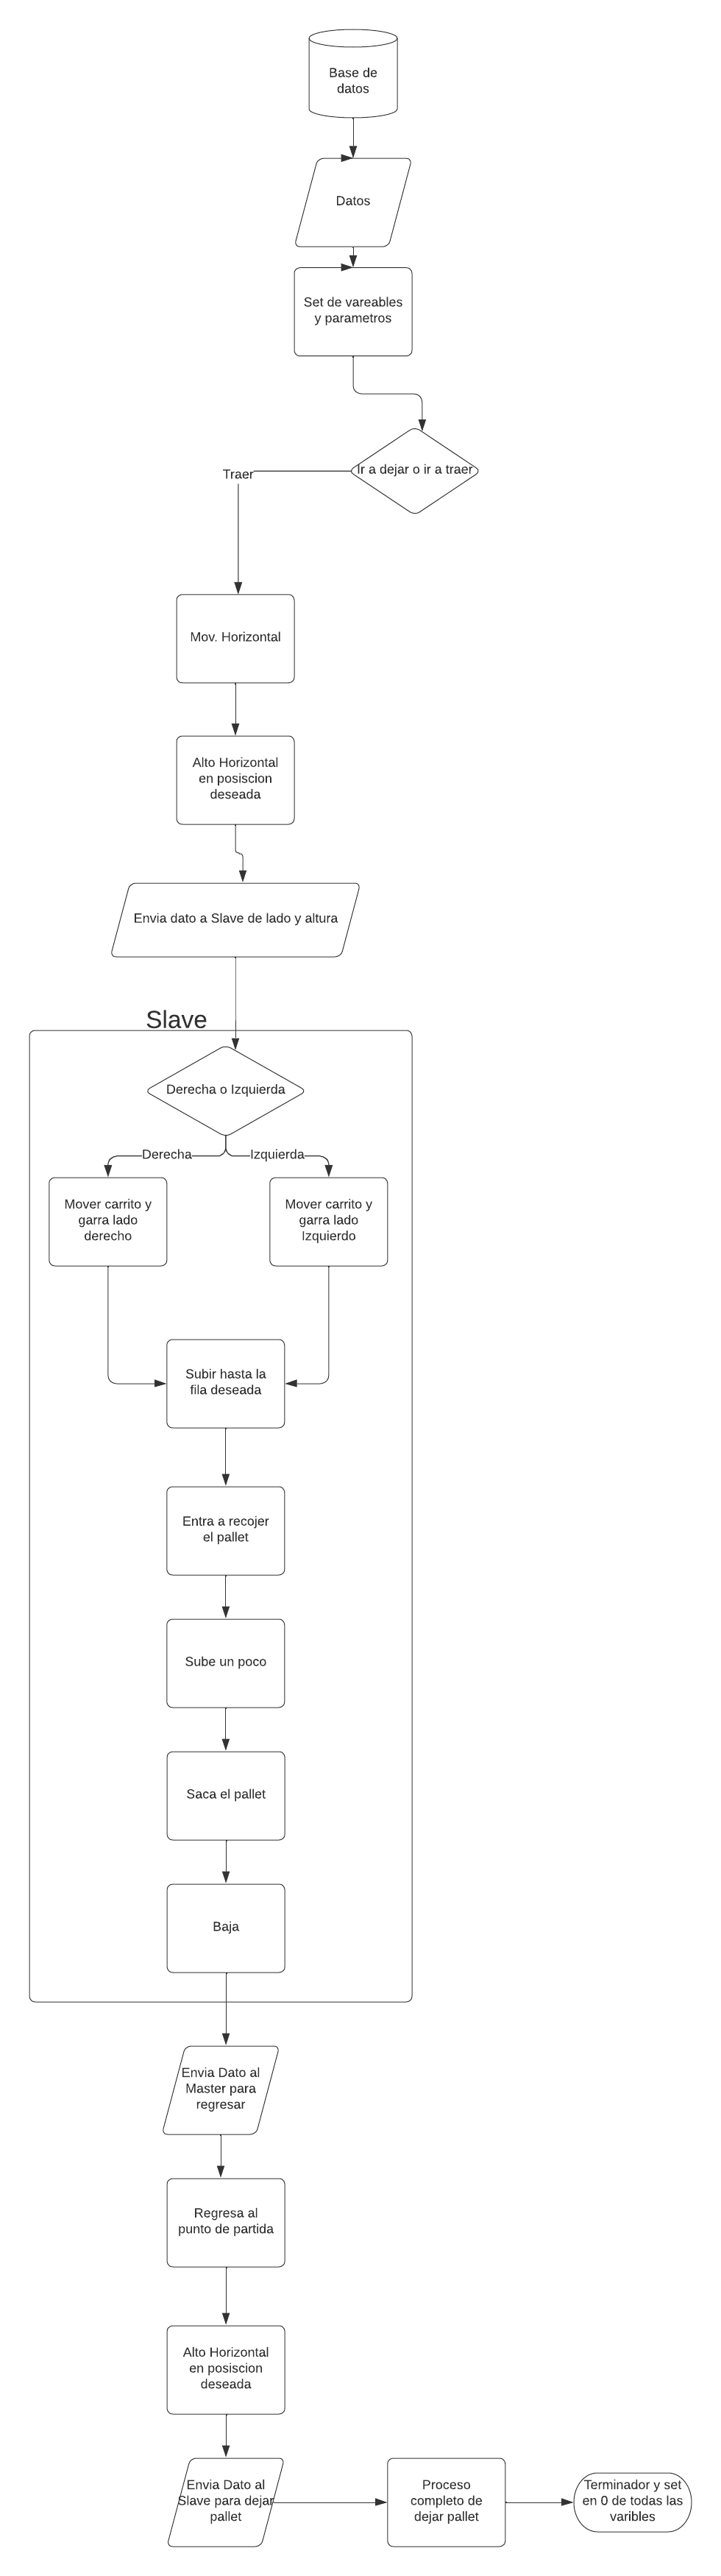 Base de
datos
Datos
Set de vareables
y parametros
Ir a dejar o ir a traer
Traer
Mov. Horizontal
Alto Horizontal
en posiscion
deseada
Envia dato a Slave de lado y altura
Slave
Derecha o Izquierda
Derecha
Izquierda
Mover carrito y
garra lado
derecho
Mover carrito y
garra lado
Izquierdo
Subir hasta la
fila deseada
Entra a recojer
el pallet
Sube un poco
Saca el pallet
Baja
Envia Dato al
Master para
regresar
Regresa al
punto de partida
Alto Horizontal
en posiscion
deseada
Envia Dato al
Slave para dejar
pallet
Proceso
completo de
dejar pallet
Terminador y set
en 0 de todas las
varibles